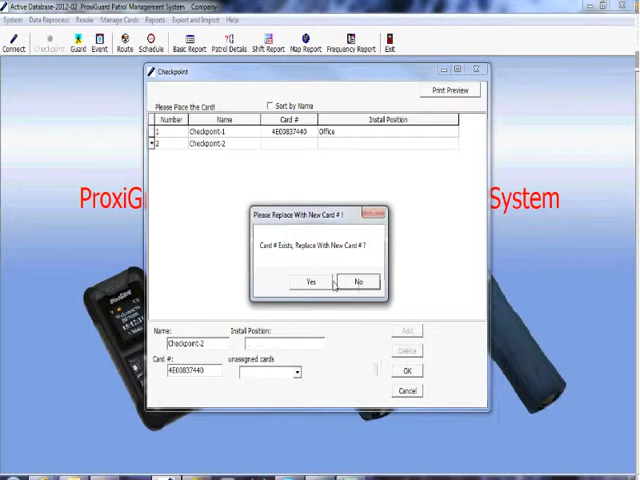 Active Database-2012-02 ProxiGuard Patrol Management System Company
System Data Reprocess Reader Manage Cards Reports Export and Import Help
Connect Checkpoint Guard Event Route Schedule Basic Report Patrol Details Shift Report Map Report Frequency Report Exit
Checkpoint
Print Preview
Please Place the Card!
Sort by Name
Number Name Card # Install Position
1 Checkpoint-1 4E00837440 Office
2 Checkpoint-2
ProxiG
System
Please Replace With New Card # !
Card # Exists, Replace With New Card # ?
Yes No
Name: Install Position: Add
Checkpoint-2
Delete
Card #: unassigned cards
4E00837440 OK
Cancel